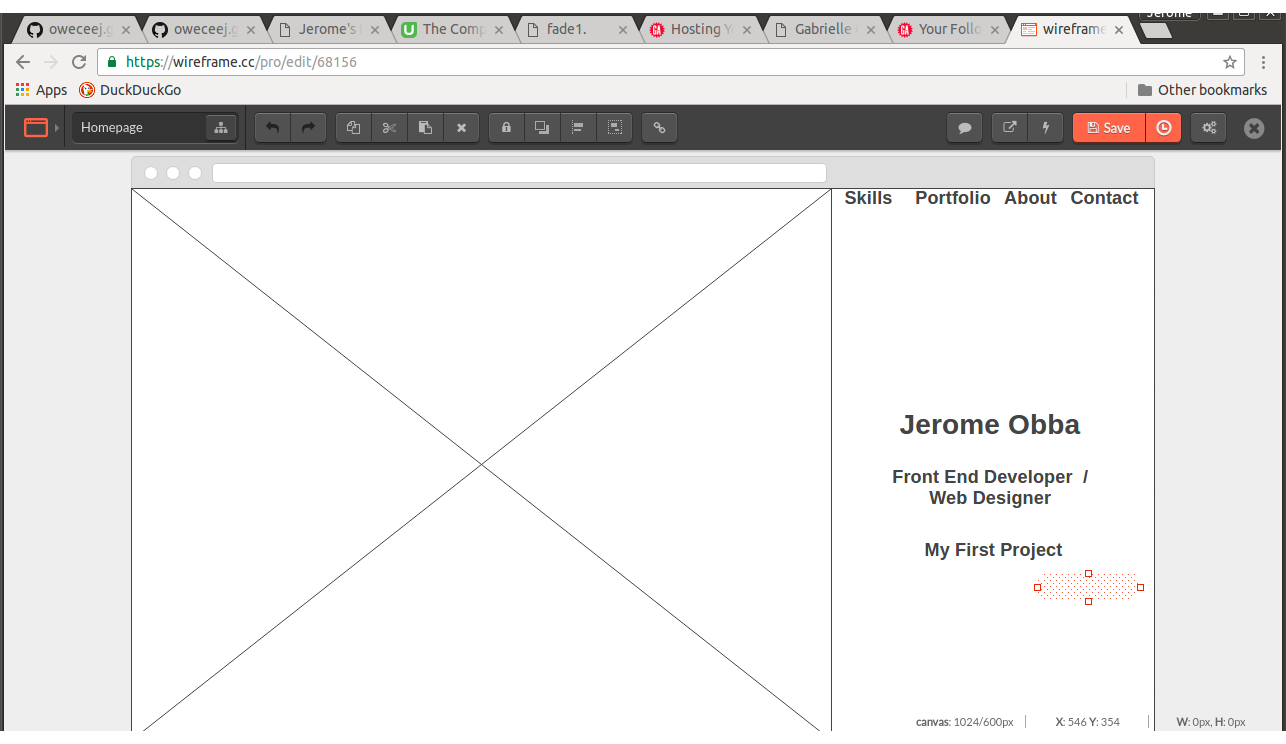 Jerome
oweceej.g
oweceej.g
Jerome's
The Comp
fade1.
Hosting Y
Gabrielle
Your Follo
wireframe
https://wireframe.cc/pro/edit/68156
Apps DuckDuckGo Other bookmarks
Homepage Save
Skills Portfolio About Contact
Jerome Obba
Front End Developer /
Web Designer
My First Project
canvas: 1024/600px X: 546 Y: 354 W: 0px, H: 0px